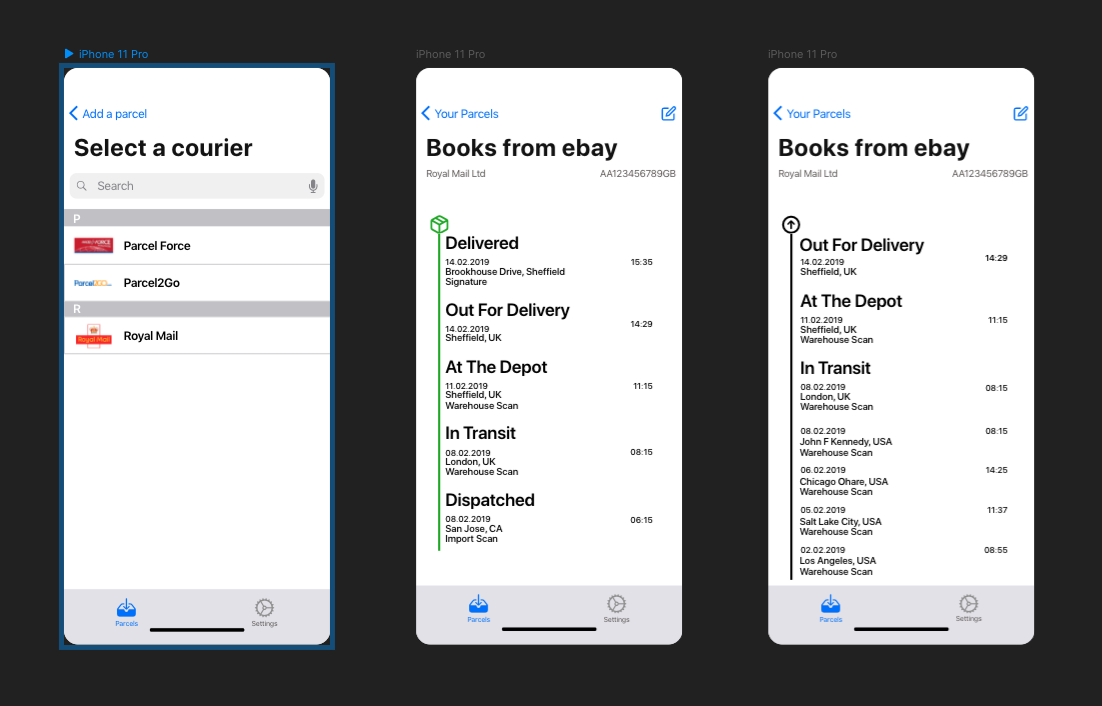 iPhone 11 Pro
Add a parcel
Select a courier
Search
P
Parcel Force
Parcel2Go
Parcel2Go
R
Royal Mail
Royal Mail
Parcels
Settings
iPhone 11 Pro
Your Parcels
Books from ebay
Royal Mail Ltd AA123456789GB
Delivered
14.02.2019 15:35
Brookhouse Drive, Sheffield
Signature
Out For Delivery
14.02.2019 14:29
Sheffield, UK
At The Depot
11.02.2019 11:15
Sheffield, UK
Warehouse Scan
In Transit
08.02.2019 08:15
London, UK
Warehouse Scan
Dispatched
08.02.2019 06:15
San Jose, CA
Import Scan
Parcels
Settings
iPhone 11 Pro
Your Parcels
Books from ebay
Royal Mail Ltd AA123456789GB
Out For Delivery
14.02.2019 14:29
Sheffield, UK
At The Depot
11.02.2019 11:15
Sheffield, UK
Warehouse Scan
In Transit
08.02.2019 08:15
London, UK
Warehouse Scan
08.02.2019 08:15
John F Kennedy, USA
Warehouse Scan
06.02.2019 14:25
Chicago Ohare, USA
Warehouse Scan
05.02.2019 11:37
Salt Lake City, USA
Warehouse Scan
02.02.2019 08:55
Los Angeles, USA
Warehouse Scan
Parcels
Settings